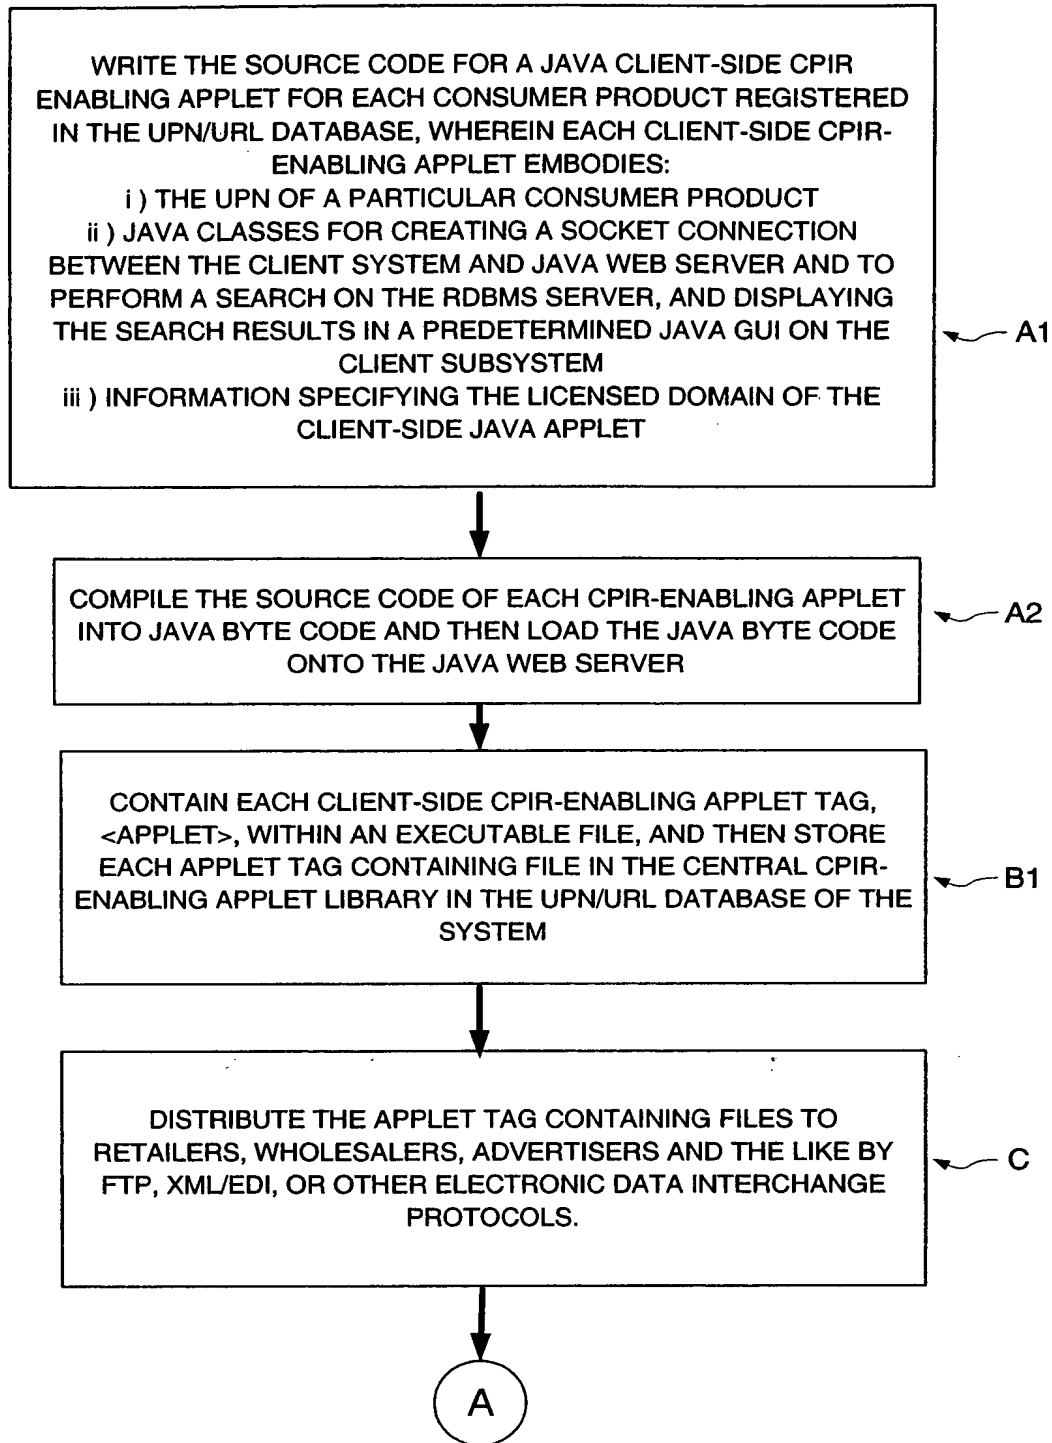 WRITE THE SOURCE CODE FOR A JAVA CLIENT-SIDE CPIR
ENABLING APPLET FOR EACH CONSUMER PRODUCT REGISTERED
IN THE UPN/URL DATABASE, WHEREIN EACH CLIENT-SIDE CPIR-
ENABLING APPLET EMBODIES:
i ) THE UPN OF A PARTICULAR CONSUMER PRODUCT
ii ) JAVA CLASSES FOR CREATING A SOCKET CONNECTION
BETWEEN THE CLIENT SYSTEM AND JAVA WEB SERVER AND TO
PERFORM A SEARCH ON THE RDBMS SERVER, AND DISPLAYING
THE SEARCH RESULTS IN A PREDETERMINED JAVA GUI ON THE
CLIENT SUBSYSTEM
iii ) INFORMATION SPECIFYING THE LICENSED DOMAIN OF THE
CLIENT-SIDE JAVA APPLET
A1
COMPILE THE SOURCE CODE OF EACH CPIR-ENABLING APPLET
INTO JAVA BYTE CODE AND THEN LOAD THE JAVA BYTE CODE
ONTO THE JAVA WEB SERVER
A2
CONTAIN EACH CLIENT-SIDE CPIR-ENABLING APPLET TAG,
<APPLET>, WITHIN AN EXECUTABLE FILE, AND THEN STORE
EACH APPLET TAG CONTAINING FILE IN THE CENTRAL CPIR-
ENABLING APPLET LIBRARY IN THE UPN/URL DATABASE OF THE
SYSTEM
B1
DISTRIBUTE THE APPLET TAG CONTAINING FILES TO
RETAILERS, WHOLESALERS, ADVERTISERS AND THE LIKE BY
FTP, XML/EDI, OR OTHER ELECTRONIC DATA INTERCHANGE
PROTOCOLS.
C
A